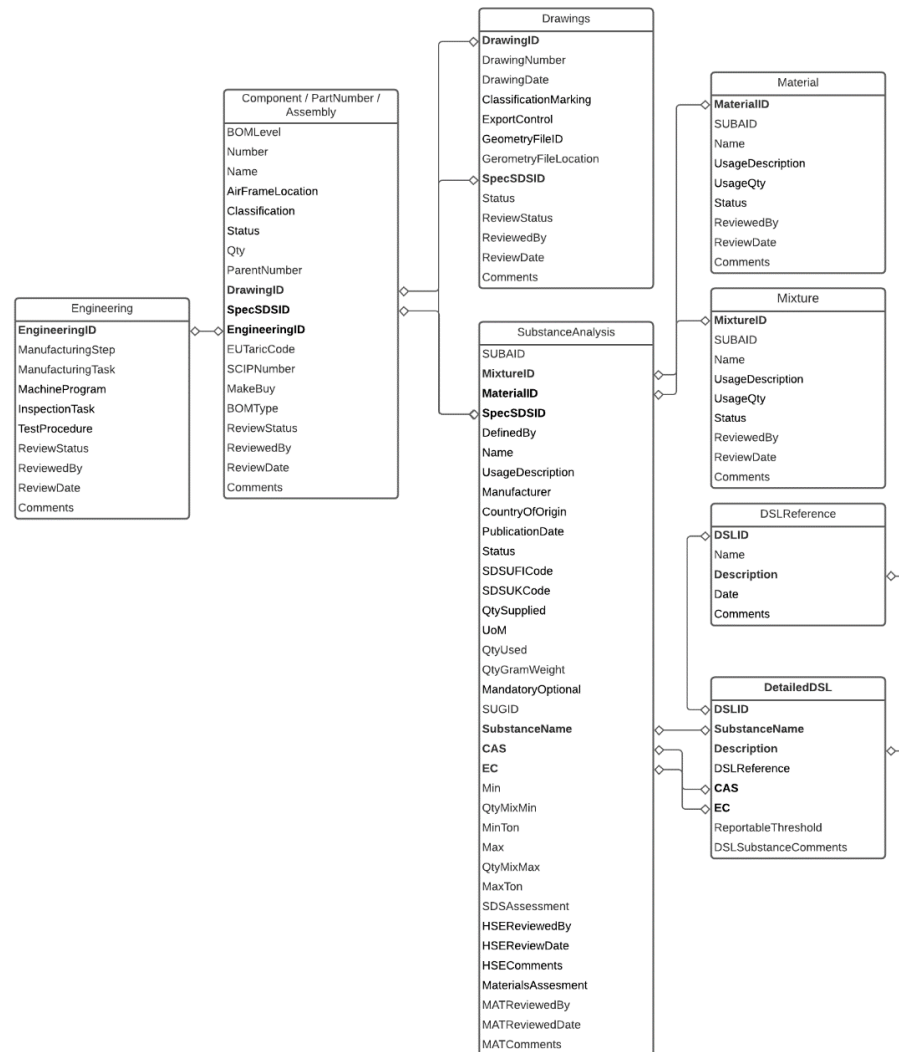 Drawings
DrawingID
DrawingNumber
DrawingDate
ClassificationMarking
ExportControl
GeometryFileID
GerometryFileLocation
SpecSDSID
Status
ReviewStatus
ReviewedBy
ReviewDate
Comments
Component / PartNumber /
Assembly
BOMLevel
Number
Name
AirFrameLocation
Classification
Status
Qty
ParentNumber
DrawingID
SpecSDSID
EngineeringID
EUTaricCode
SCIPNumber
MakeBuy
BOMType
ReviewStatus
ReviewedBy
ReviewDate
Comments
Engineering
EngineeringID
ManufacturingStep
ManufacturingTask
MachineProgram
InspectionTask
TestProcedure
ReviewStatus
ReviewedBy
ReviewDate
Comments
Material
MaterialID
SUBAID
Name
UsageDescription
UsageQty
Status
ReviewedBy
ReviewDate
Comments
Mixture
MixtureID
SUBAID
Name
UsageDescription
UsageQty
Status
ReviewedBy
ReviewDate
Comments
SubstanceAnalysis
SUBAID
MixtureID
MaterialID
SpecSDSID
DefinedBy
Name
UsageDescription
Manufacturer
CountryOfOrigin
PublicationDate
Status
SDSUFICode
SDSUKCode
QtySupplied
UoM
QtyUsed
QtyGramWeight
MandatoryOptional
SUGID
SubstanceName
CAS
EC
Min
QtyMixMin
MinTon
Max
QtyMixMax
MaxTon
SDSAssessment
HSEReviewedBy
HSEReviewDate
HSEComments
MaterialsAssesment
MATReviewedBy
MATReviewedDate
MATComments
DSLReference
DSLID
Name
Description
Date
Comments
DetailedDSL
DSLID
SubstanceName
Description
DSLReference
CAS
EC
ReportableThreshold
DSLSubstanceComments